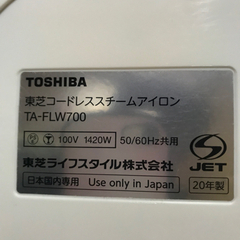 TOSHIBA
東芝コードレススチームアイロン
TA-FLW700
100V 1420W 50/60Hz共用
東芝ライフスタイル株式会社
日本国内専用 Use only in Japan
S
JET
20年製